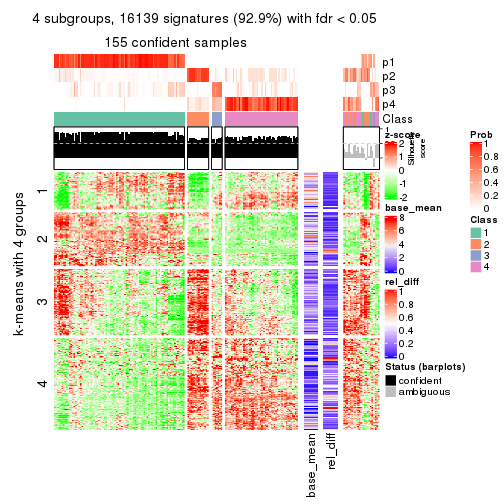 4 subgroups, 16139 signatures (92.9%) with fdr < 0.05
155 confident samples
p1
p2
p3
p4
Class
1
z-score
2
1
0
-1
-2
Silhouette
score
Prob
1
0.8
0.6
0.4
0.2
0
base_mean
8
6
4
2
0
Class
1
2
3
4
rel_diff
1
0.8
0.6
0.4
0.2
0
Status (barplots)
confident
ambiguous
k-means with 4 groups
1
2
3
4
base_mean
rel_diff